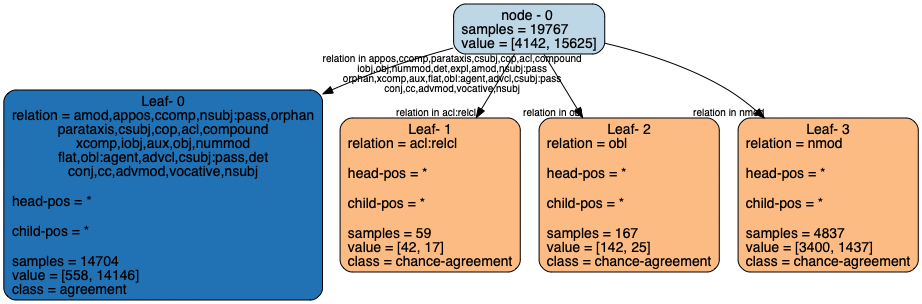 node - 0
samples = 19767
value = [4142, 15625]
relation in appos,ccomp,parataxis,csubj,cop,acl,compound
iobj,obj,nummod,det,expl,amod,nsubj:pass
orphan,xcomp,aux,flat,obl:agent,advcl,csubj:pass
conj,cc,advmod,vocative,nsubj
relation in acl:relcl
relation in obl
relation in nmod
Leaf- 0
relation = amod,appos,ccomp,nsubj:pass,orphan
parataxis,csubj,cop,acl,compound
xcomp,iobj,aux,obj,nummod
flat,obl:agent,advcl,csubj:pass,det
conj,cc,advmod,vocative,nsubj
head-pos = *
child-pos = *
samples = 14704
value = [558, 14146]
class = agreement
Leaf- 1
relation = acl:relcl
head-pos = *
child-pos = *
samples = 59
value = [42, 17]
class = chance-agreement
Leaf- 2
relation = obl
head-pos = *
child-pos = *
samples = 167
value = [142, 25]
class = chance-agreement
Leaf- 3
relation = nmod
head-pos = *
child-pos = *
samples = 4837
value = [3400, 1437]
class = chance-agreement